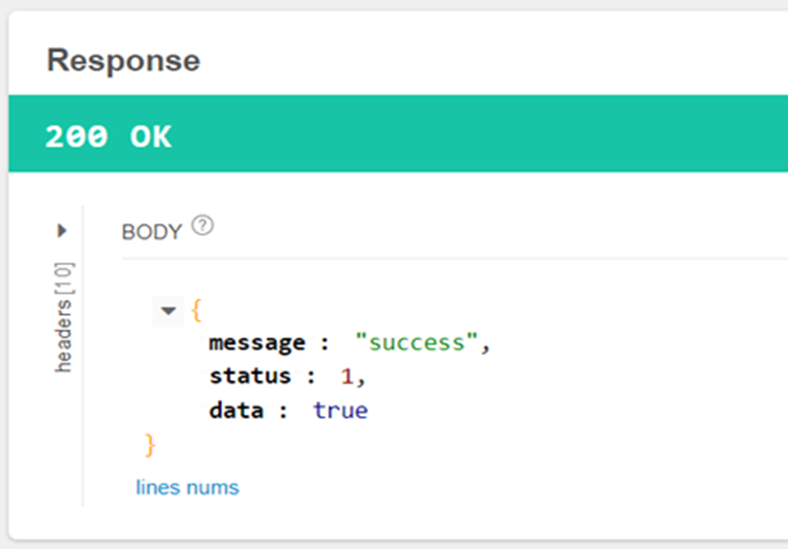 Response
200 OK
BODY ?
headers [10]
{
message : "success",
status : 1,
data : true
}
lines nums